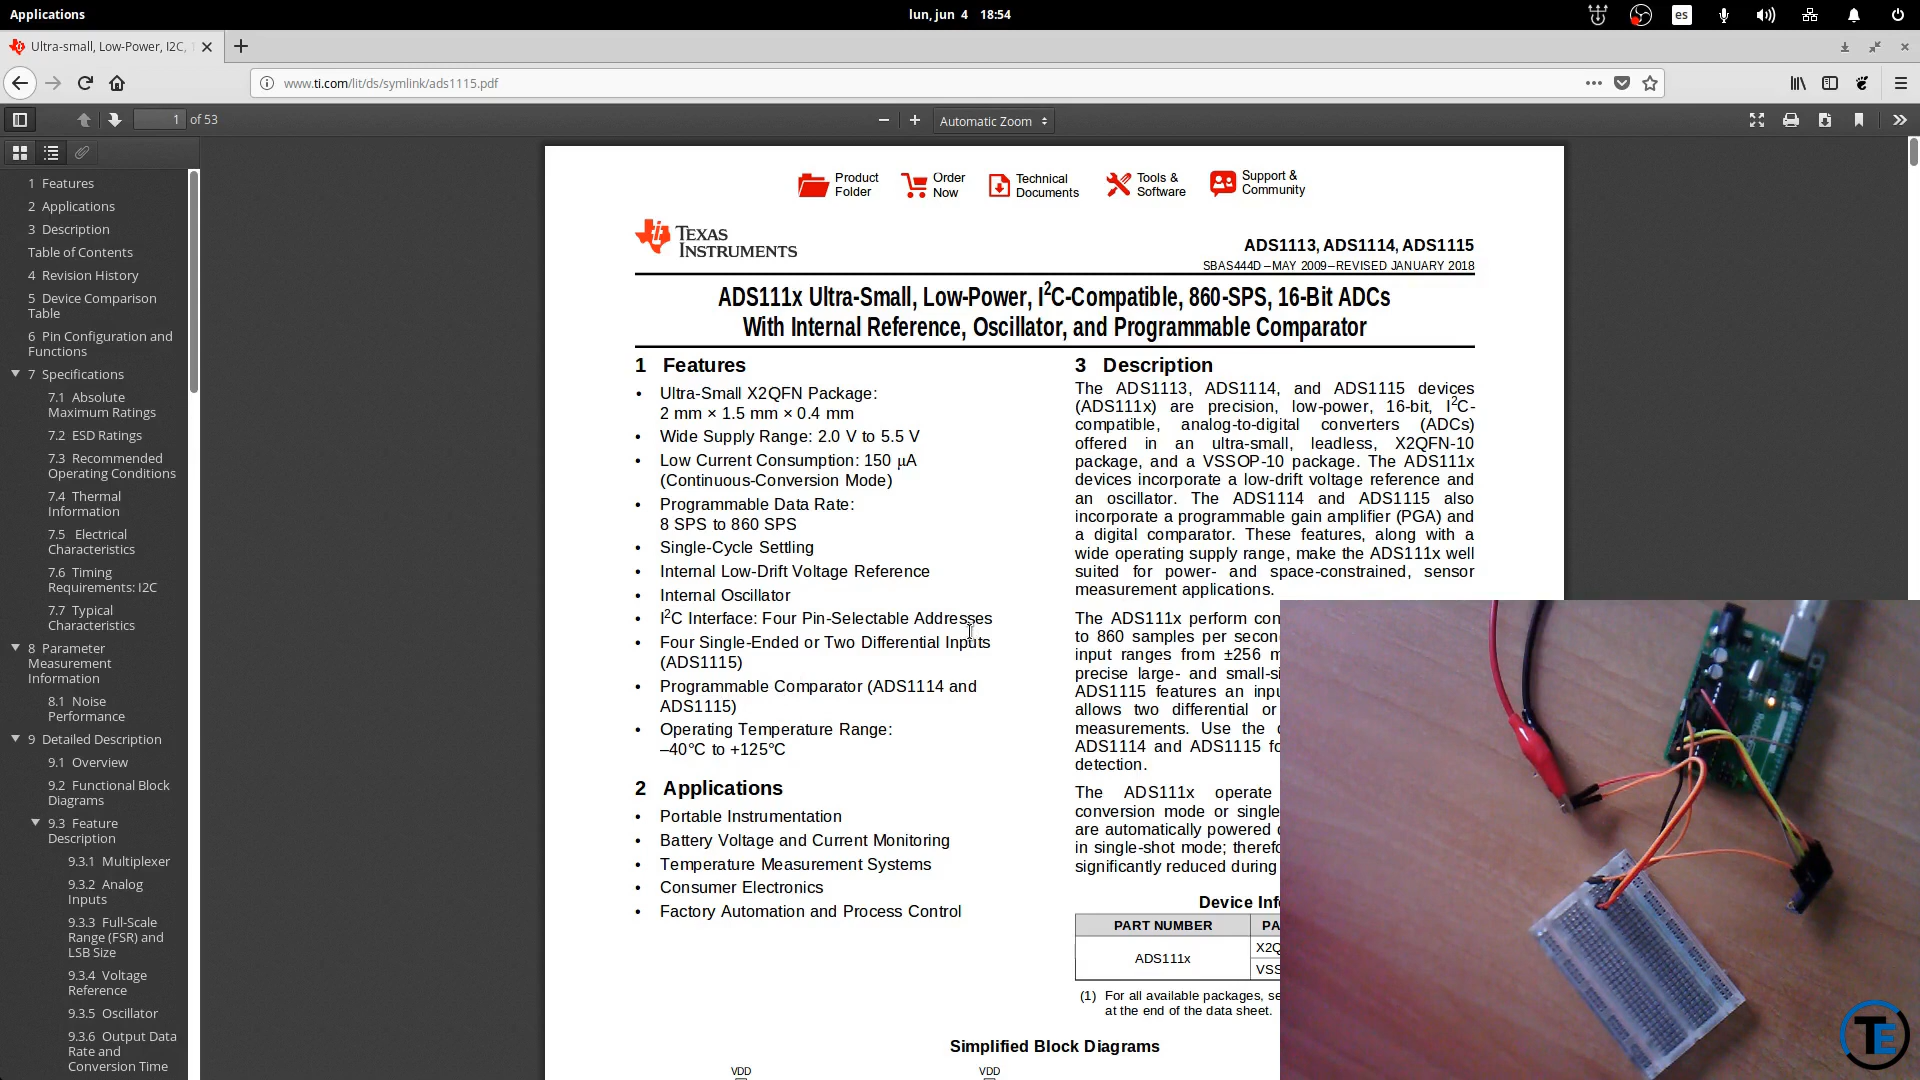 Applications
lun, jun 4 18:54
es
Ultra-small, Low-Power, I2C,
www.ti.com/lit/ds/symlink/ads1115.pdf
1 of 53
Automatic Zoom
1 Features
2 Applications
3 Description
Table of Contents
4 Revision History
5 Device Comparison
Table
6 Pin Configuration and
Functions
7 Specifications
7.1 Absolute
Maximum Ratings
7.2 ESD Ratings
7.3 Recommended
Operating Conditions
7.4 Thermal
Information
7.5 Electrical
Characteristics
7.6 Timing
Requirements: I2C
7.7 Typical
Characteristics
8 Parameter
Measurement
Information
8.1 Noise
Performance
9 Detailed Description
9.1 Overview
9.2 Functional Block
Diagrams
9.3 Feature
Description
9.3.1 Multiplexer
9.3.2 Analog
Inputs
9.3.3 Full-Scale
Range (FSR) and
LSB Size
9.3.4 Voltage
Reference
9.3.5 Oscillator
9.3.6 Output Data
Rate and
Conversion Time
Product
Folder
Order
Now
Technical
Documents
Tools &
Software
Support &
Community
TEXAS
INSTRUMENTS
ADS1113, ADS1114, ADS1115
SBAS444D –MAY 2009–REVISED JANUARY 2018
ADS111x Ultra-Small, Low-Power, I2C-Compatible, 860-SPS, 16-Bit ADCs
With Internal Reference, Oscillator, and Programmable Comparator
1 Features
• Ultra-Small X2QFN Package:
2 mm × 1.5 mm × 0.4 mm
• Wide Supply Range: 2.0 V to 5.5 V
• Low Current Consumption: 150 μA
(Continuous-Conversion Mode)
• Programmable Data Rate:
8 SPS to 860 SPS
• Single-Cycle Settling
• Internal Low-Drift Voltage Reference
• Internal Oscillator
• I2C Interface: Four Pin-Selectable Addresses
• Four Single-Ended or Two Differential Inputs
(ADS1115)
• Programmable Comparator (ADS1114 and
ADS1115)
• Operating Temperature Range:
–40°C to +125°C
2 Applications
• Portable Instrumentation
• Battery Voltage and Current Monitoring
• Temperature Measurement Systems
• Consumer Electronics
• Factory Automation and Process Control
3 Description
The ADS1113, ADS1114, and ADS1115 devices
(ADS111x) are precision, low-power, 16-bit, I2C-
compatible, analog-to-digital converters (ADCs)
offered in an ultra-small, leadless, X2QFN-10
package, and a VSSOP-10 package. The ADS111x
devices incorporate a low-drift voltage reference and
an oscillator. The ADS1114 and ADS1115 also
incorporate a programmable gain amplifier (PGA) and
a digital comparator. These features, along with a
wide operating supply range, make the ADS111x well
suited for power- and space-constrained, sensor
measurement applications.
The ADS111x perform con
to 860 samples per secon
input ranges from ±256 m
precise large- and small-si
ADS1115 features an inpu
allows two differential or
measurements. Use the
ADS1114 and ADS1115 fo
detection.
The ADS111x operate
conversion mode or single
are automatically powered
in single-shot mode; therefo
significantly reduced during
Device Inf
PART NUMBER PA
ADS111x
X2Q
VSS
(1) For all available packages, se
at the end of the data sheet.
Simplified Block Diagrams
VDD VDD
TE